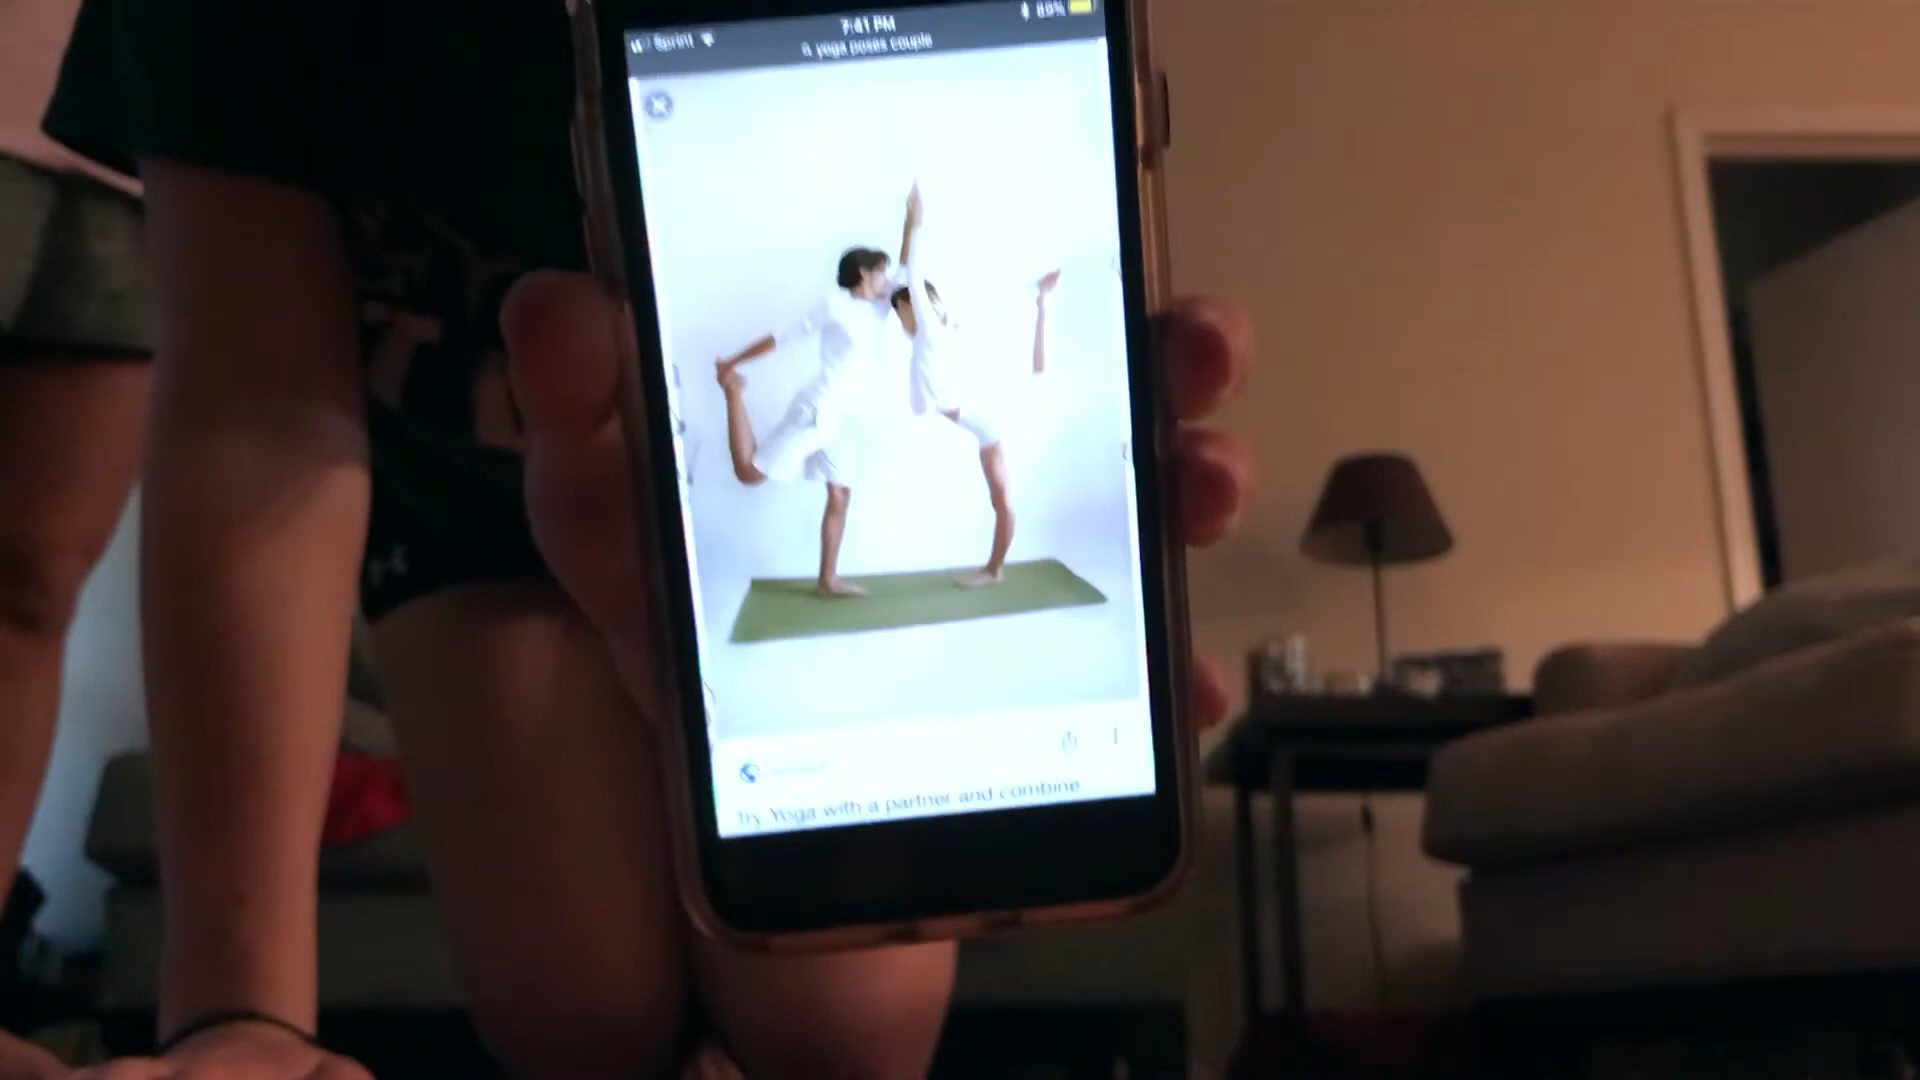 Sprint 7:41 PM 89%
yoga poses couple
Try Yoga with a partner and combine